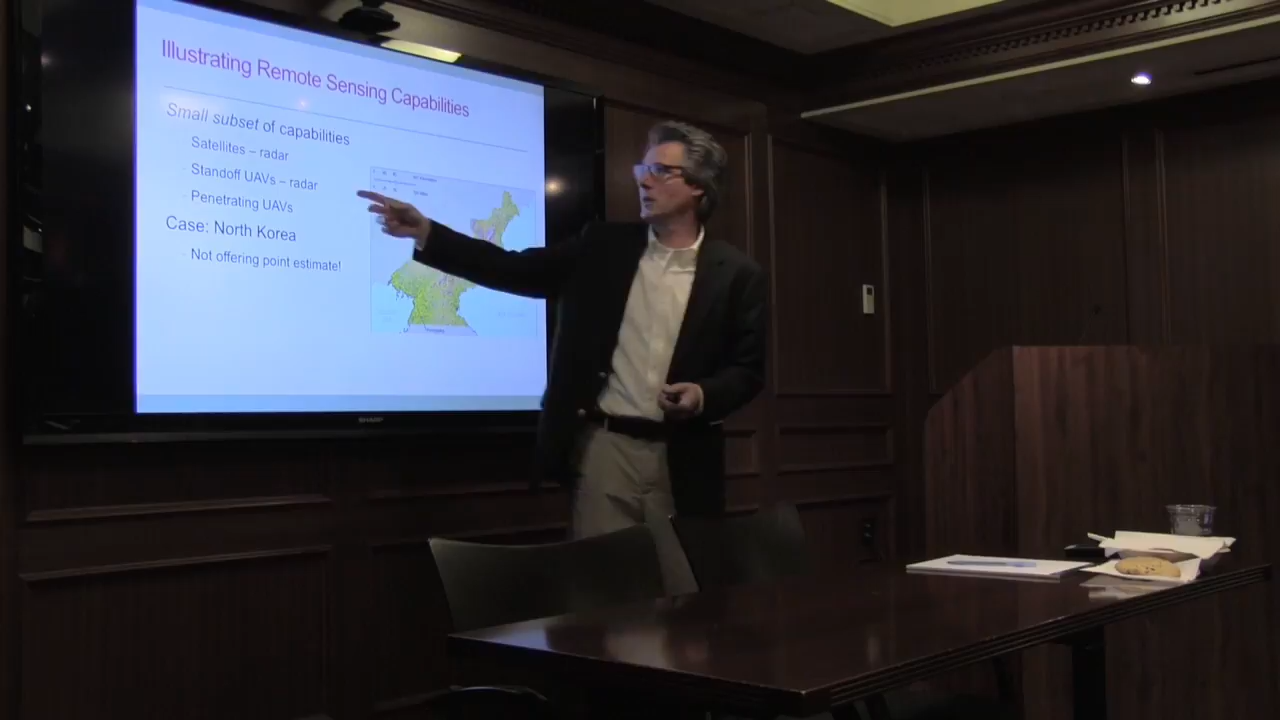 Illustrating Remote Sensing Capabilities
Small subset of capabilities
Satellites – radar
Standoff UAVs – radar
Penetrating UAVs
Case: North Korea
Not offering point estimate!
SHARP